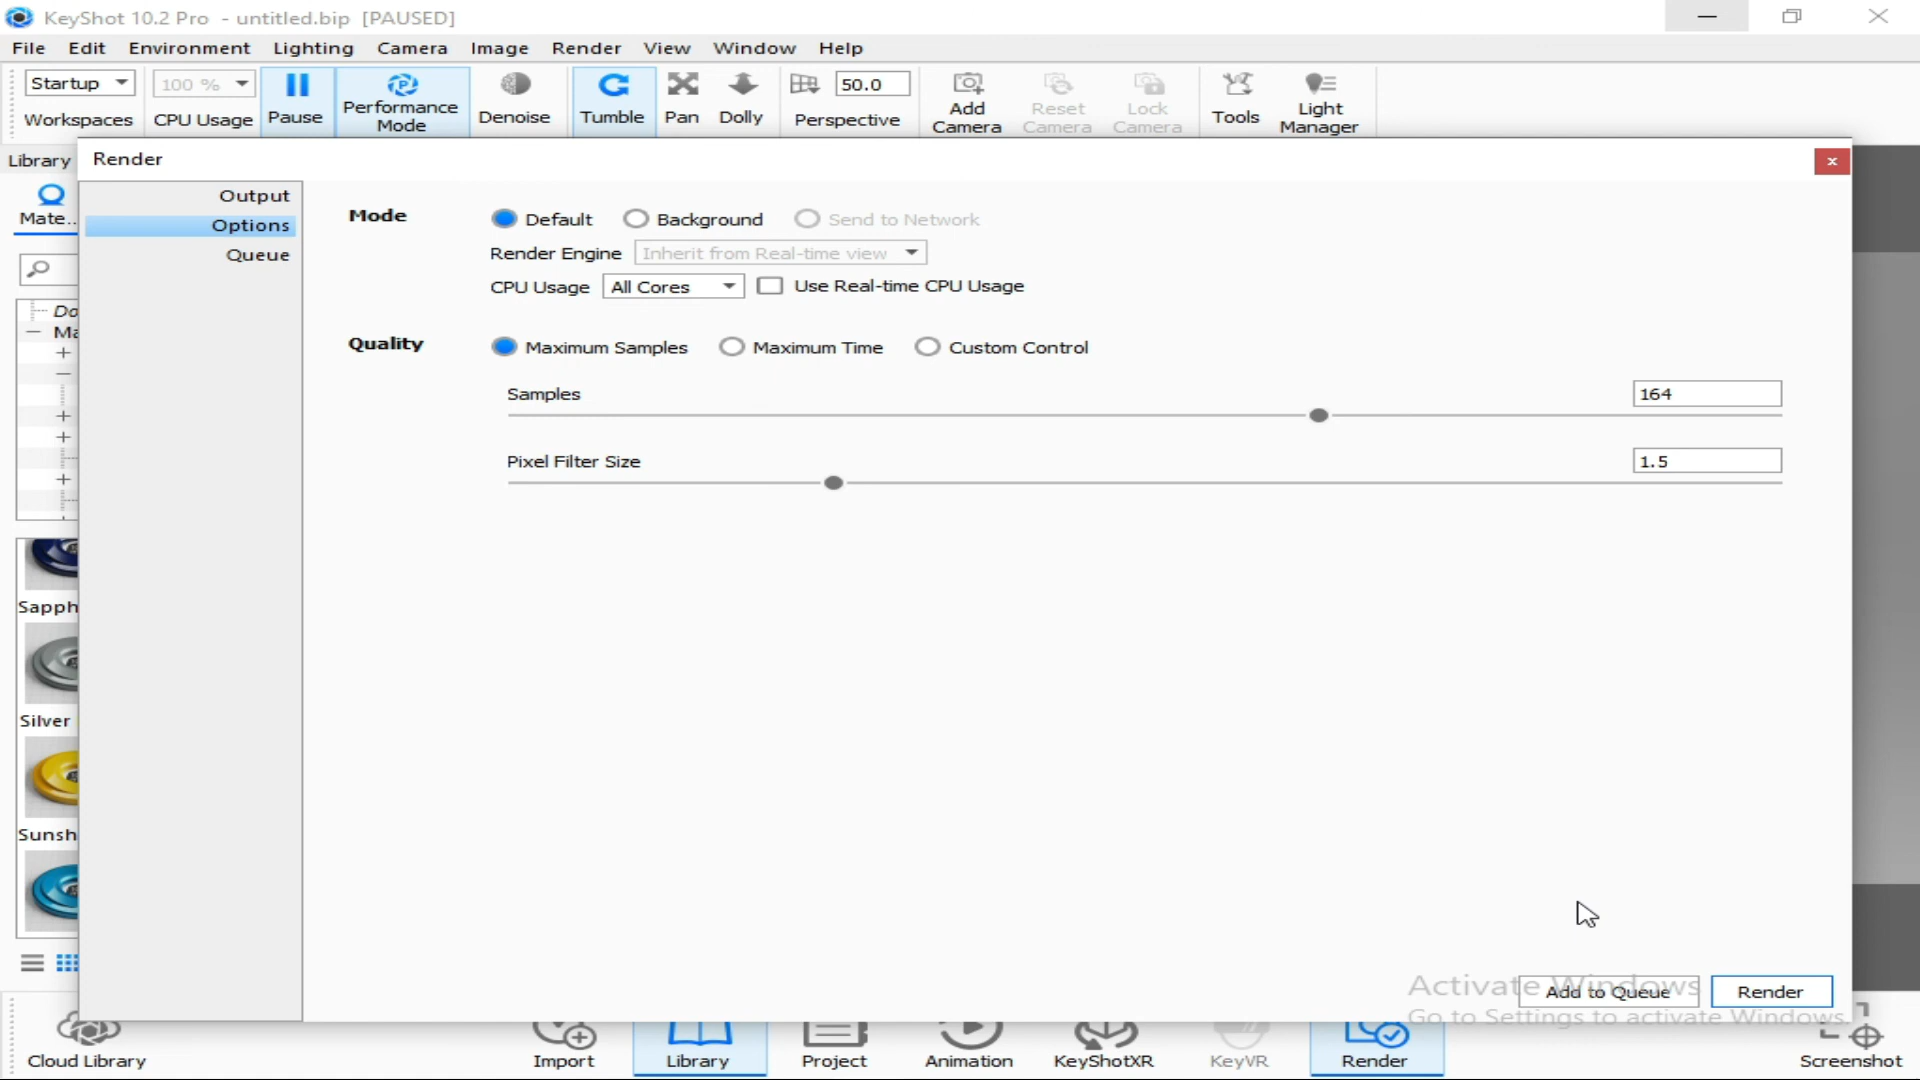 KeyShot 10.2 Pro - untitled.bip [PAUSED]
File Edit Environment Lighting Camera Image Render View Window Help
Startup 100 % 50.0
Workspaces CPU Usage Pause Performance Mode Denoise Tumble Pan Dolly Perspective Add Camera Reset Camera Lock Camera Tools Light Manager
Library Render
Mate...
Output
Options
Queue
Mode Default Background Send to Network
Render Engine Inherit from Real-time view
CPU Usage All Cores Use Real-time CPU Usage
Do
Ma
Quality Maximum Samples Maximum Time Custom Control
Samples 164
Pixel Filter Size 1.5
Sapph
Silver
Sunsh
Activate Windows
Go to Settings to activate Windows.
Add to Queue Render
Cloud Library Import Library Project Animation KeyShotXR KeyVR Render Screenshot